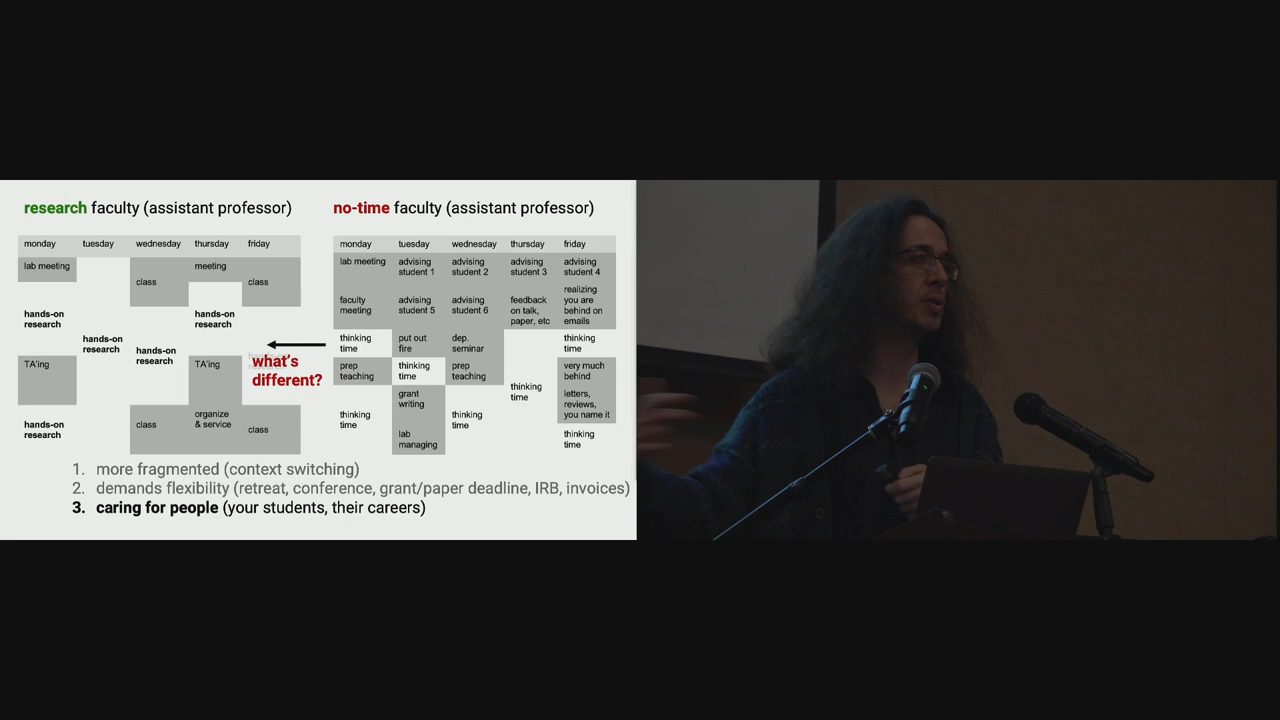 research faculty (assistant professor)
monday tuesday wednesday thursday friday
lab meeting
meeting
class
class
hands-on
research
hands-on
research
hands-on
research
hands-on
research
TA'ing
TA'ing
hands-on
research
class
organize
& service
class
what's
different?
no-time faculty (assistant professor)
monday tuesday wednesday thursday friday
lab meeting
advising
student 1
advising
student 2
advising
student 3
advising
student 4
faculty
meeting
advising
student 5
advising
student 6
feedback
on talk,
paper, etc
realizing
you are
behind on
emails
thinking
time
put out
fire
dep.
seminar
thinking
time
prep
teaching
thinking
time
prep
teaching
thinking
time
very much
behind
thinking
time
grant
writing
thinking
time
letters,
reviews,
you name it
lab
managing
thinking
time
1. more fragmented (context switching)
2. demands flexibility (retreat, conference, grant/paper deadline, IRB, invoices)
3. caring for people (your students, their careers)